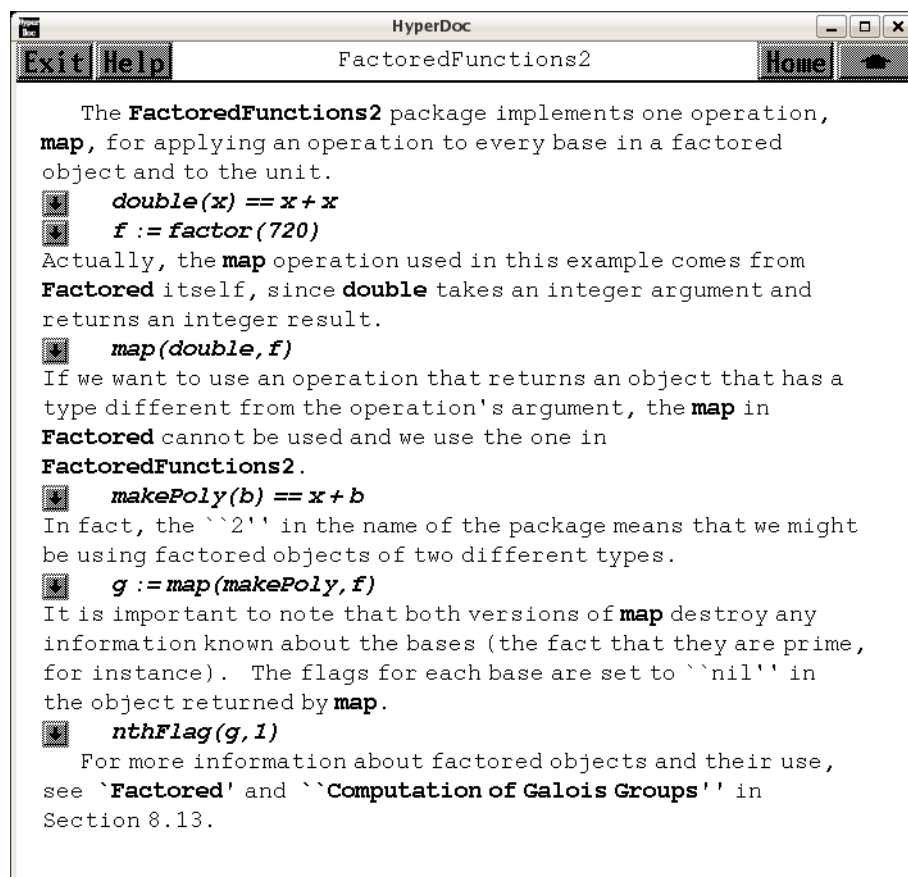 Hyper Doc
HyperDoc
Exit Help FactoredFunctions2 Home
The FactoredFunctions2 package implements one operation,
map, for applying an operation to every base in a factored
object and to the unit.
double(x) == x + x
f := factor(720)
Actually, the map operation used in this example comes from
Factored itself, since double takes an integer argument and
returns an integer result.
map(double,f)
If we want to use an operation that returns an object that has a
type different from the operation's argument, the map in
Factored cannot be used and we use the one in
FactoredFunctions2.
makePoly(b) == x + b
In fact, the ``2'' in the name of the package means that we might
be using factored objects of two different types.
g := map(makePoly,f)
It is important to note that both versions of map destroy any
information known about the bases (the fact that they are prime,
for instance). The flags for each base are set to ``nil'' in
the object returned by map.
nthFlag(g,1)
For more information about factored objects and their use,
see `Factored' and ``Computation of Galois Groups'' in
Section 8.13.